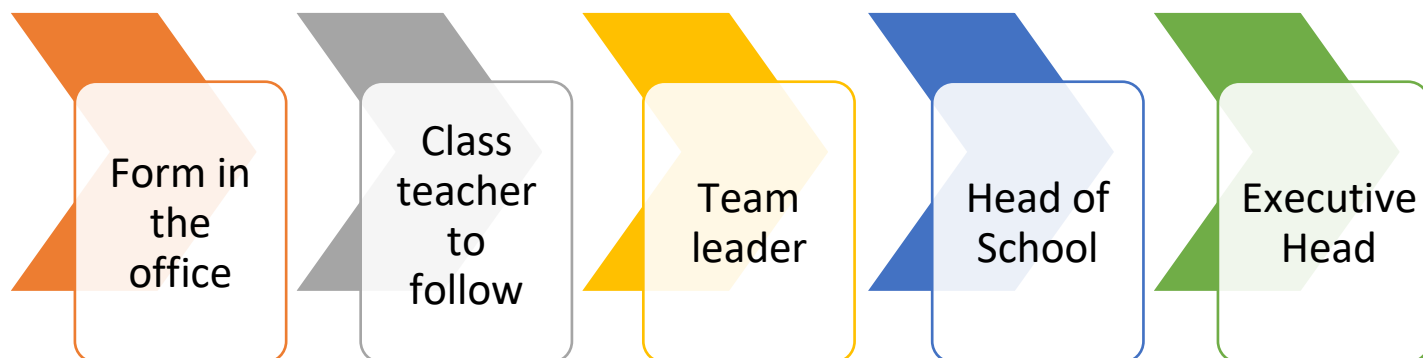 Form in
the
office
Class
teacher
to
follow
Team
leader
Head of
School
Executive
Head